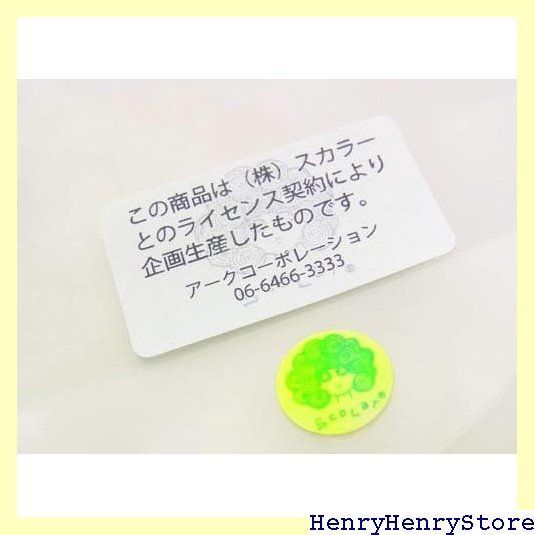 この商品は（株）スカラー
とのライセンス契約により
企画生産したものです。
アークコーポレーション
06-6466-3333
ScoLar
HenryHenryStore